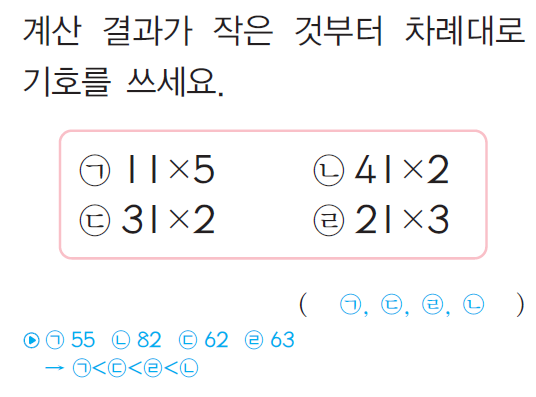 계산 결과가 작은 것부터 차례대로
기호를 쓰세요.
㉠ 11×5 ㉡ 41×2
㉢ 31×2 ㉣ 21×3
( ㉠, ㉢, ㉣, ㉡ )
▶ ㉠ 55 ㉡ 82 ㉢ 62 ㉣ 63
→ ㉠<㉢<㉣<㉡